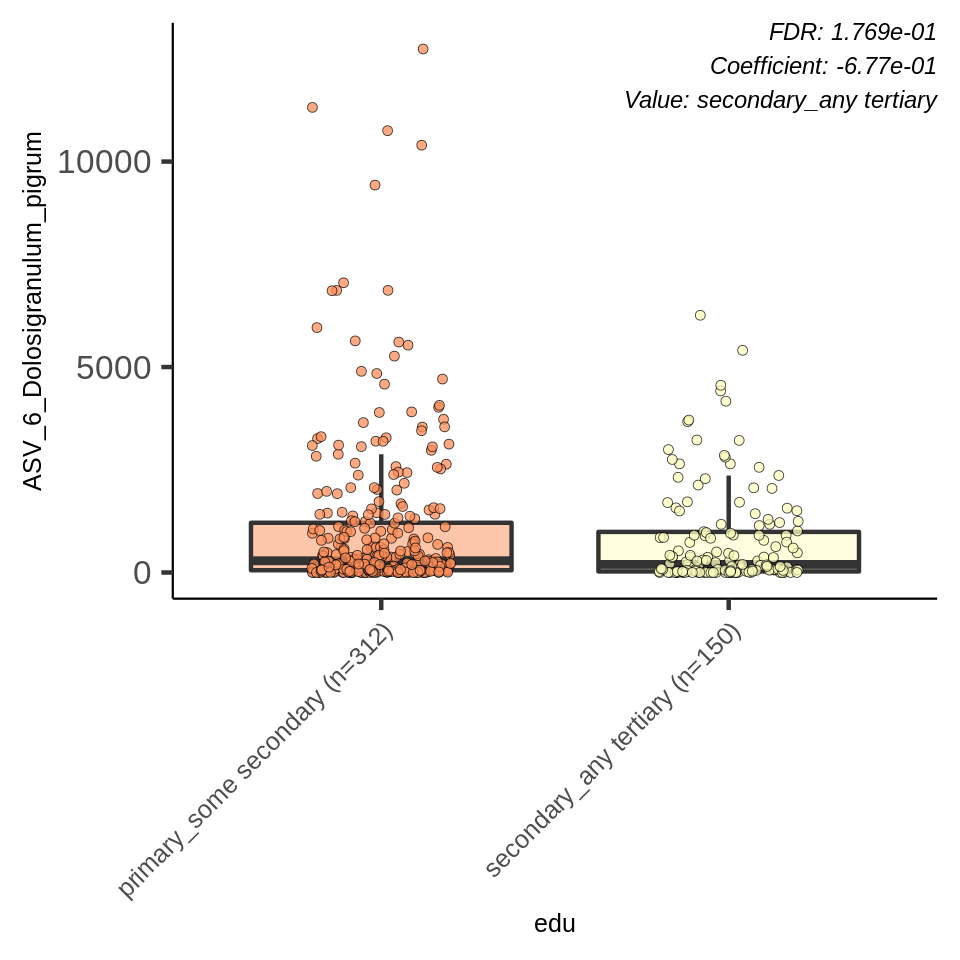 FDR: 1.769e-01
Coefficient: -6.77e-01
Value: secondary_any tertiary
ASV_6_Dolosigranulum_pigrum
10000
5000
0
primary_some secondary (n=312)
secondary_any tertiary (n=150)
edu